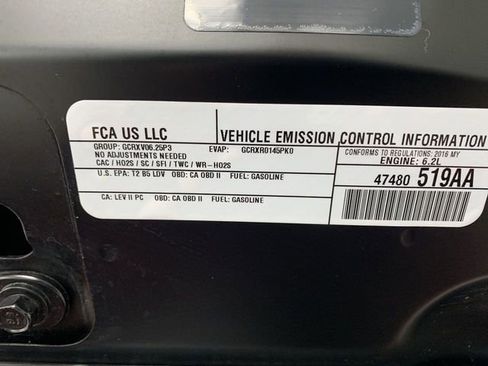 FCA US LLC
VEHICLE EMISSION CONTROL INFORMATION
GROUP: GCRXV06.25P3 EVAP: GCRXR0145PK0
CONFORMS TO REGULATIONS: 2016 MY
NO ADJUSTMENTS NEEDED
ENGINE: 6.2L
CAC / HO2S / SC / SFI / TWC / WR-HO2S
U.S. EPA: T2 B5 LDV OBD: CA OBD II FUEL: GASOLINE
47480 519AA
CA: LEV II PC OBD: CA OBD II FUEL: GASOLINE